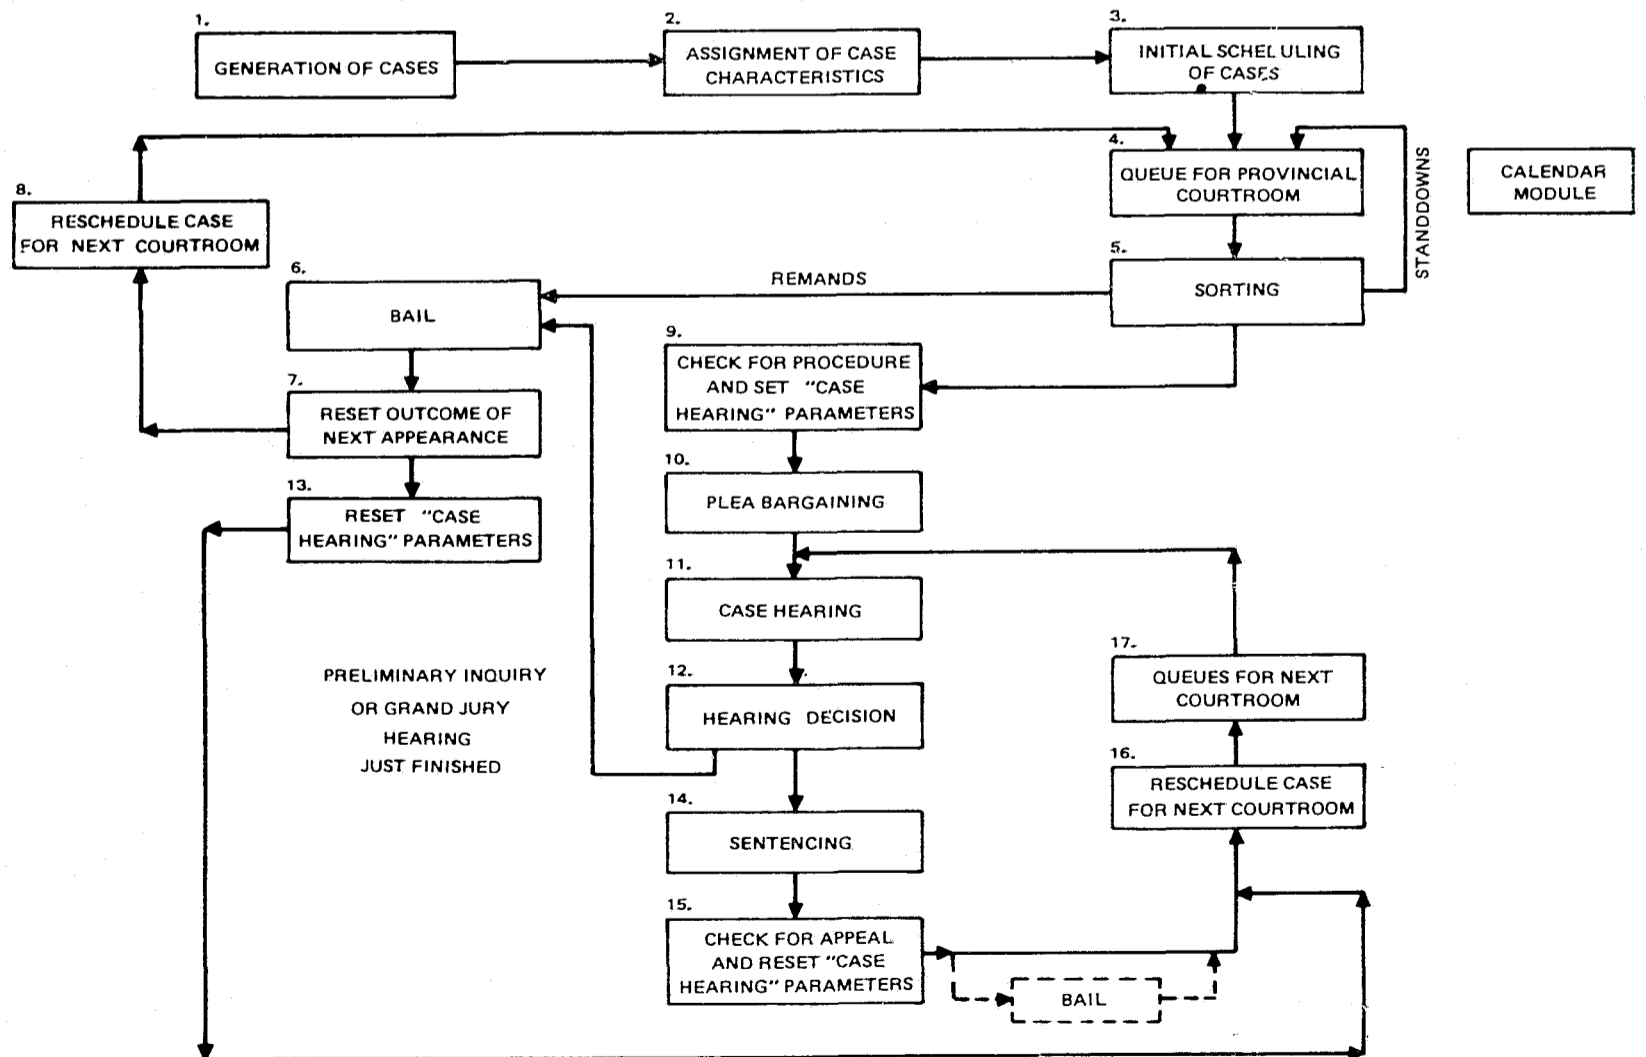 1.
GENERATION OF CASES
2.
ASSIGNMENT OF CASE
CHARACTERISTICS
3.
INITIAL SCHELULING
OF CASES
4.
QUEUE FOR PROVINCIAL
COURTROOM
STANDDOWNS
CALENDAR
MODULE
8.
RESCHEDULE CASE
FOR NEXT COURTROOM
5.
SORTING
REMANDS
6.
BAIL
7.
RESET OUTCOME OF
NEXT APPEARANCE
13.
RESET "CASE
HEARING" PARAMETERS
9.
CHECK FOR PROCEDURE
AND SET "CASE
HEARING" PARAMETERS
10.
PLEA BARGAINING
11.
CASE HEARING
12.
HEARING DECISION
PRELIMINARY INQUIRY
OR GRAND JURY
HEARING
JUST FINISHED
17.
QUEUES FOR NEXT
COURTROOM
16.
RESCHEDULE CASE
FOR NEXT COURTROOM
14.
SENTENCING
15.
CHECK FOR APPEAL
AND RESET "CASE
HEARING" PARAMETERS
BAIL